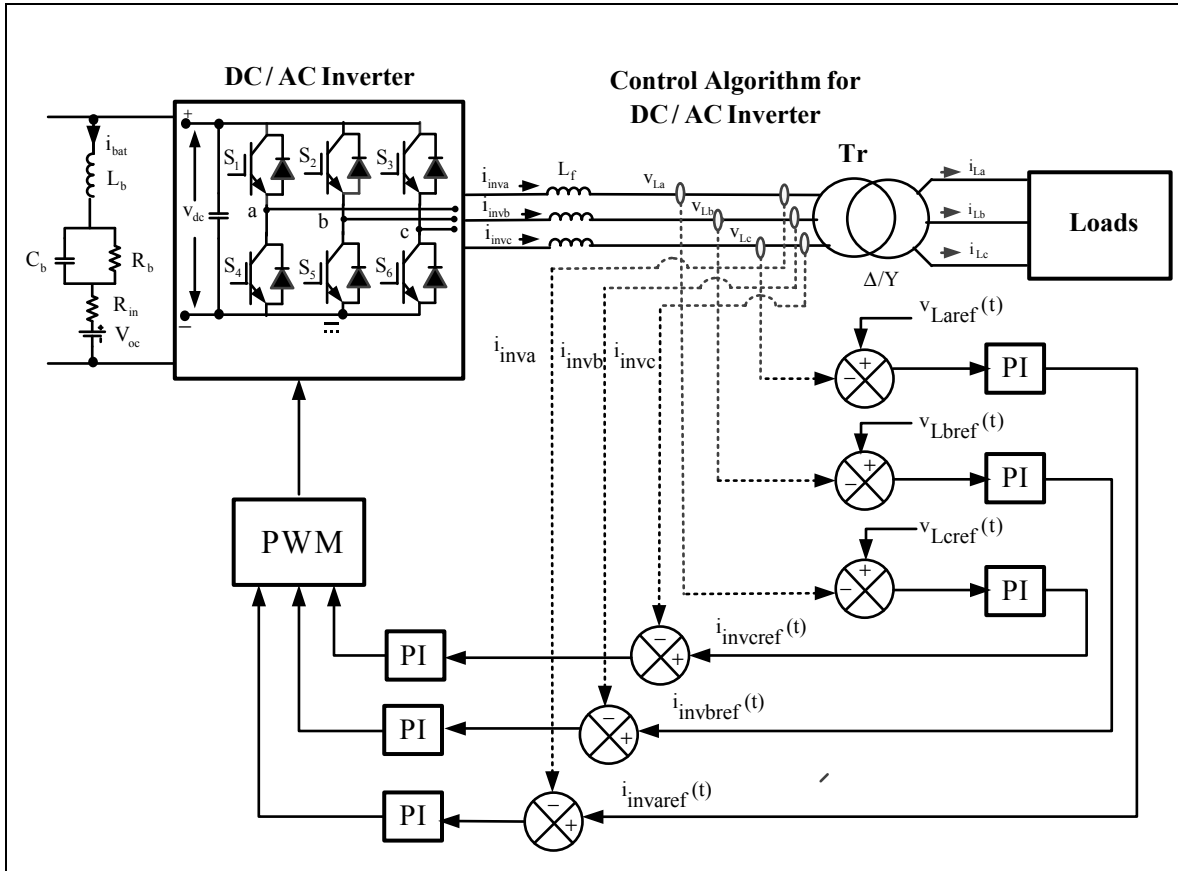 DC / AC Inverter
Control Algorithm for
DC / AC Inverter
Tr
+
i_bat
L_b
C_b
R_b
R_in
V_oc
v_dc
S_1
S_2
S_3
a
b
c
S_4
S_5
S_6
−
i_inva
L_f
v_La
i_invb
v_Lb
i_invc
v_Lc
i_La
i_Lb
i_Lc
Loads
Δ/Y
i_inva
i_invb
i_invc
v_Laref (t)
+
−
PI
v_Lbref (t)
+
−
PI
v_Lcref (t)
+
−
PI
PWM
PI
−
+
i_invcref (t)
PI
−
+
i_invbref (t)
PI
−
+
i_invaref (t)